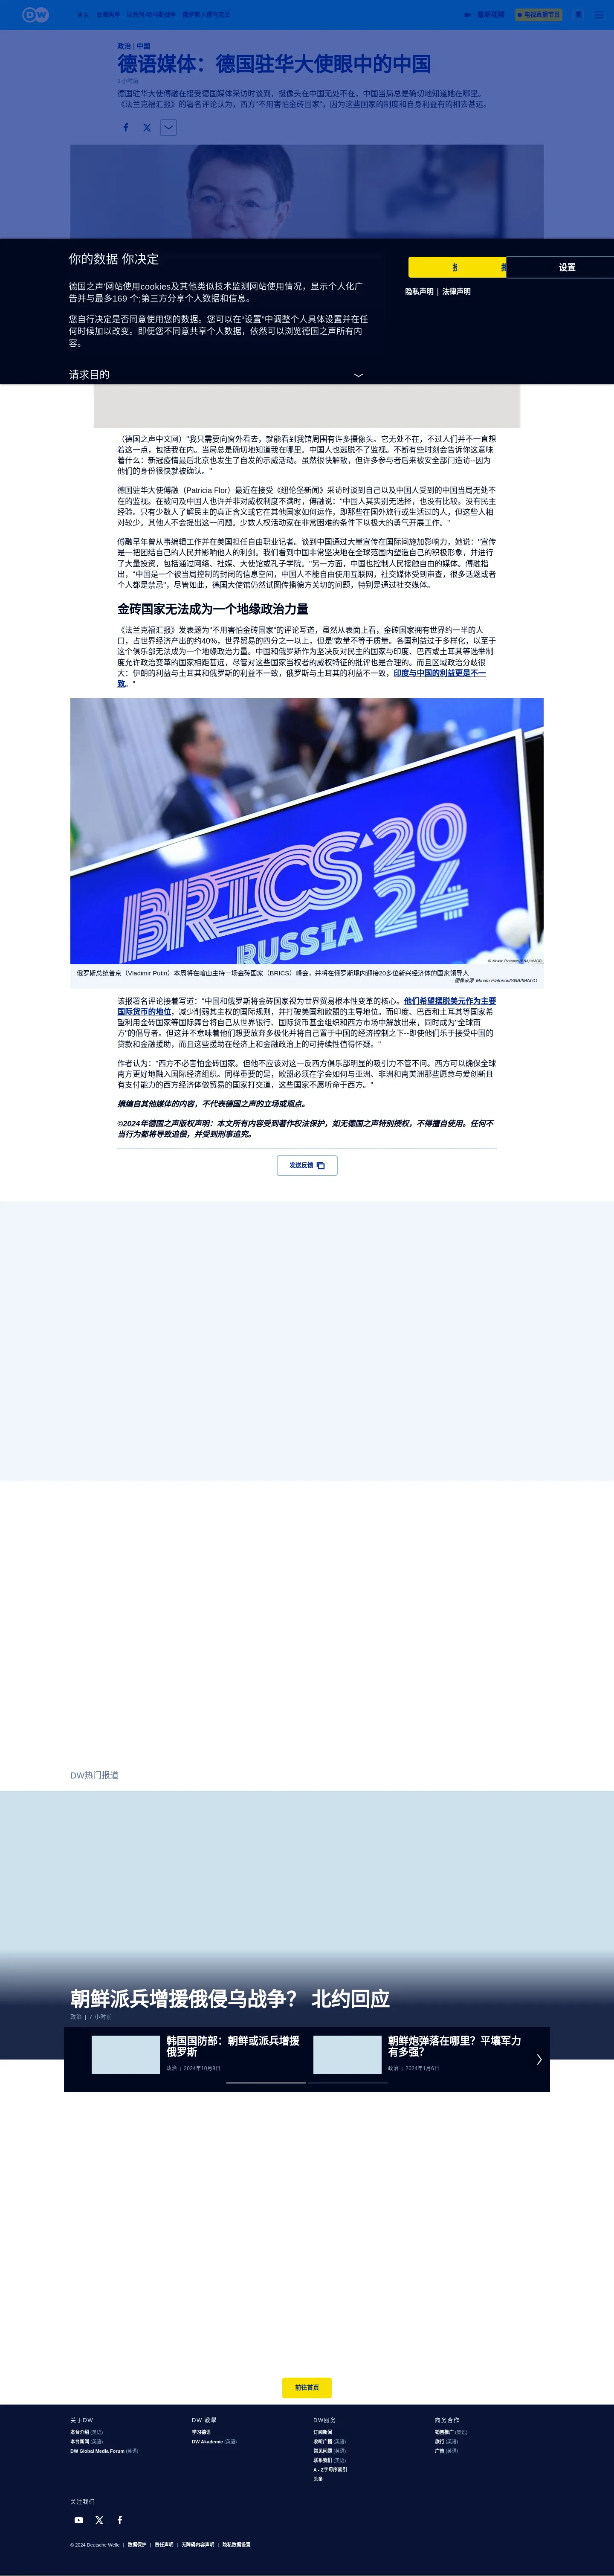 DW
台海两岸
以色列-哈马斯战争
俄罗斯入侵乌克兰
最新视频
电视直播节目
政治 | 中国
德语媒体：德国驻华大使眼中的中国
德国驻华大使傅融在接受德国媒体采访时谈到，摄像头在中国无处不在，中国当局总是确切地知道她在哪里。
《法兰克福汇报》的署名评论认为，西方"不用害怕金砖国家"，因为这些国家的制度和自身利益有的相去甚远。
你的数据 你决定
德国之声'网站使用cookies及其他类似技术监测网站使用情况，显示个人化广
告并与最多169 个;第三方分享个人数据和信息。
您自行决定是否同意使用您的数据。您可以在“设置”中调整个人具体设置并在任
何时候加以改变。即便您不同意共享个人数据，依然可以浏览德国之声所有内
容。
请求目的
设置
隐私声明 | 法律声明
（德国之声中文网）"我只需要向窗外看去，就能看到我馆周围有许多摄像头。它无处不在，不过人们并不一直想
着这一点，包括我在内。当局总是确切地知道我在哪里。中国人也逃脱不了监视。不断有些时刻会告诉你这意味
着什么：新冠疫情最后北京也发生了自发的示威活动。虽然很快解散，但许多参与者后来被安全部门造访--因为
他们的身份很快就被确认。"
德国驻华大使傅融（Patricia Flor）最近在接受《纽伦堡新闻》采访时谈到自己以及中国人受到的中国当局无处不
在的监视。在被问及中国人也许并非对威权制度不满时，傅融说："中国人其实别无选择，也没有比较。没有民主
经验。只有少数人了解民主的真正含义或它在其他国家如何运作，即那些在国外旅行或生活过的人，但这些人相
对较少。其他人不会提出这一问题。少数人权活动家在非常困难的条件下以极大的勇气开展工作。"
傅融早年曾从事编辑工作并在美国担任自由职业记者。谈到中国通过大量宣传在国际间施加影响力，她说："宣传
是一把团结自己的人民并影响他人的利剑。我们看到中国非常坚决地在全球范围内塑造自己的积极形象，并进行
了大量投资，包括通过网络、社媒、大使馆或孔子学院。"另一方面，中国也控制人民接触自由的媒体。傅融指
出，"中国是一个被当局控制的封闭的信息空间，中国人不能自由使用互联网，社交媒体受到审查，很多话题或者
个人都是禁忌"，尽管如此，德国大使馆仍然试图传播德方关切的问题，特别是通过社交媒体。
金砖国家无法成为一个地缘政治力量
《法兰克福汇报》发表题为"不用害怕金砖国家"的评论写道，虽然从表面上看，金砖国家拥有世界约一半的人
口，占世界经济产出的约40%，世界贸易的四分之一以上，但是"数量不等于质量。各国利益过于多样化，以至于
这个俱乐部无法成为一个地缘政治力量。中国和俄罗斯作为坚决反对民主的国家与印度、巴西或土耳其等选举制
度允许政治变革的国家相距甚远，尽管对这些国家当权者的威权特征的批评也是合理的。而且区域政治分歧很
大：伊朗的利益与土耳其和俄罗斯的利益不一致，俄罗斯与土耳其的利益不一致，印度与中国的利益更是不一
致。"
BRICS 2024
RUSSIA
© Maxim Platonov/SNA/IMAGO
俄罗斯总统普京（Vladimir Putin）本周将在喀山主持一场金砖国家（BRICS）峰会，并将在俄罗斯境内迎接20多位新兴经济体的国家领导人
图像来源: Maxim Platonov/SNA/IMAGO
该报署名评论接着写道："中国和俄罗斯将金砖国家视为世界贸易根本性变革的核心。他们希望摆脱美元作为主要
国际货币的地位，减少削弱其主权的国际规则，并打破美国和欧盟的主导地位。而印度、巴西和土耳其等国家希
望利用金砖国家等国际舞台将自己从世界银行、国际货币基金组织和西方市场中解放出来，同时成为"全球南
方"的倡导者。但这并不意味着他们想要放弃多极化并将自己置于中国的经济控制之下--即使他们乐于接受中国的
贷款和金融援助，而且这些援助在经济上和金融政治上的可持续性值得怀疑。"
作者认为："西方不必害怕金砖国家。但他不应该对这一反西方俱乐部明显的吸引力不管不问。西方可以确保全球
南方更好地融入国际经济组织。同样重要的是，欧盟必须在学会如何与亚洲、非洲和南美洲那些愿意与爱创新且
有支付能力的西方经济体做贸易的国家打交道，这些国家不愿听命于西方。"
摘编自其他媒体的内容，不代表德国之声的立场或观点。
©2024年德国之声版权声明：本文所有内容受到著作权法保护，如无德国之声特别授权，不得擅自使用。任何不
当行为都将导致追偿，并受到刑事追究。
发送反馈
DW热门报道
朝鲜派兵增援俄侵乌战争？ 北约回应
政治 | 7 小时前
韩国国防部：朝鲜或派兵增援
俄罗斯
政治 | 2024年10月8日
朝鲜炮弹落在哪里？平壤军力
有多强？
政治 | 2024年1月6日
前往首页
关于DW
本台介绍 (英语)
本台新闻 (英语)
DW Global Media Forum (英语)
DW 教學
学习德语
DW Akademie (英语)
DW服务
订阅新闻
收听广播 (英语)
常见问题 (英语)
联系我们 (英语)
A - Z字母序索引
头条
商务合作
销售推广 (英语)
旅行 (英语)
广告 (英语)
关注我们
© 2024 Deutsche Welle | 数据保护 | 责任声明 | 无障碍内容声明 | 隐私数据设置